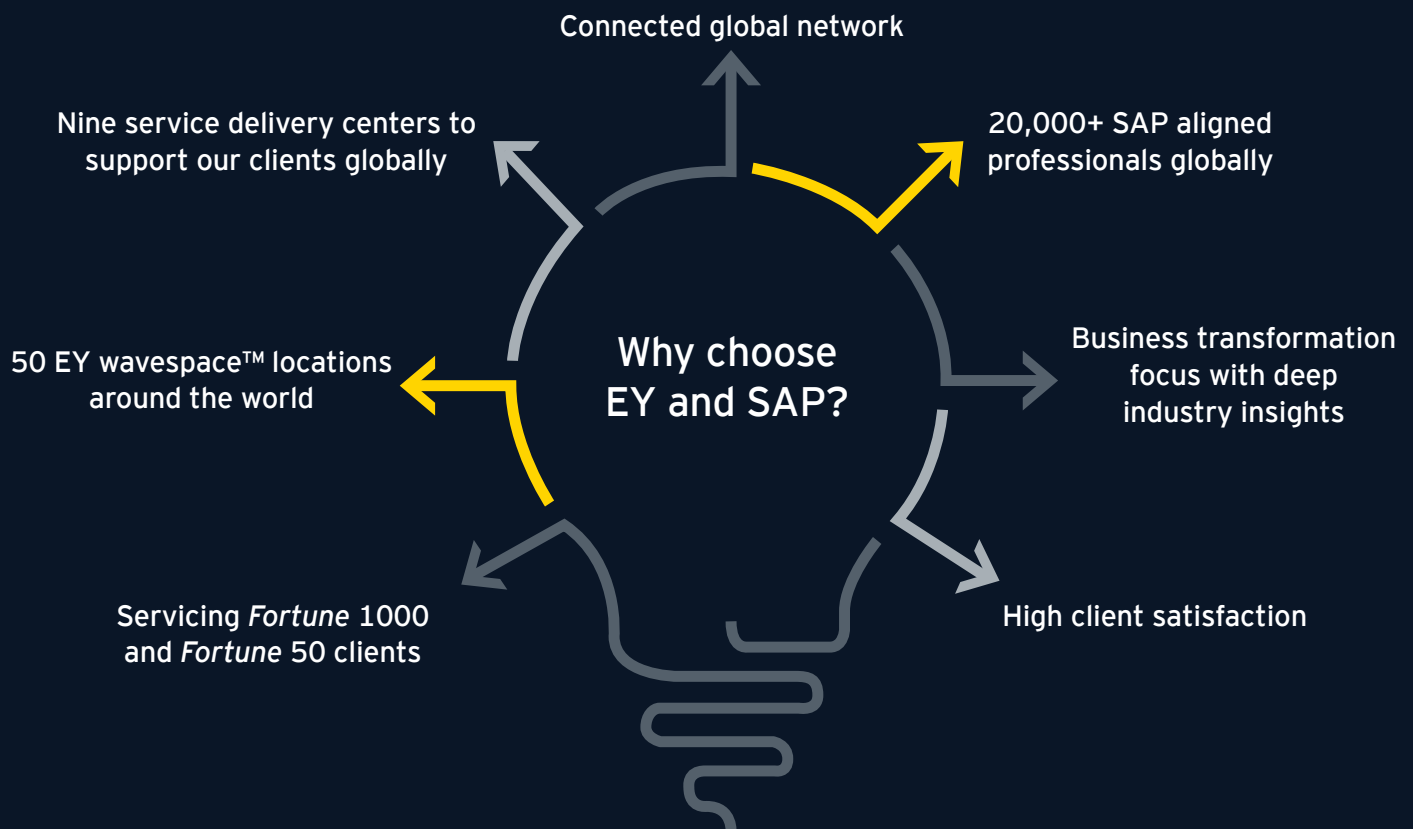 Connected global network
Nine service delivery centers to
support our clients globally
20,000+ SAP aligned
professionals globally
50 EY wavespace™ locations
around the world
Why choose
EY and SAP?
Business transformation
focus with deep
industry insights
Servicing Fortune 1000
and Fortune 50 clients
High client satisfaction